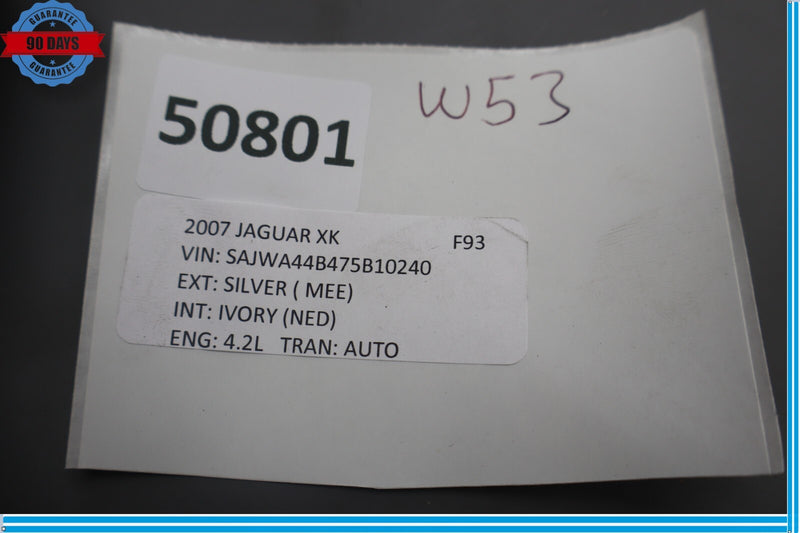 GUARANTEE
90 DAYS
GUARANTEE
50801
W53
2007 JAGUAR XK F93
VIN: SAJWA44B475B10240
EXT: SILVER ( MEE)
INT: IVORY (NED)
ENG: 4.2L TRAN: AUTO